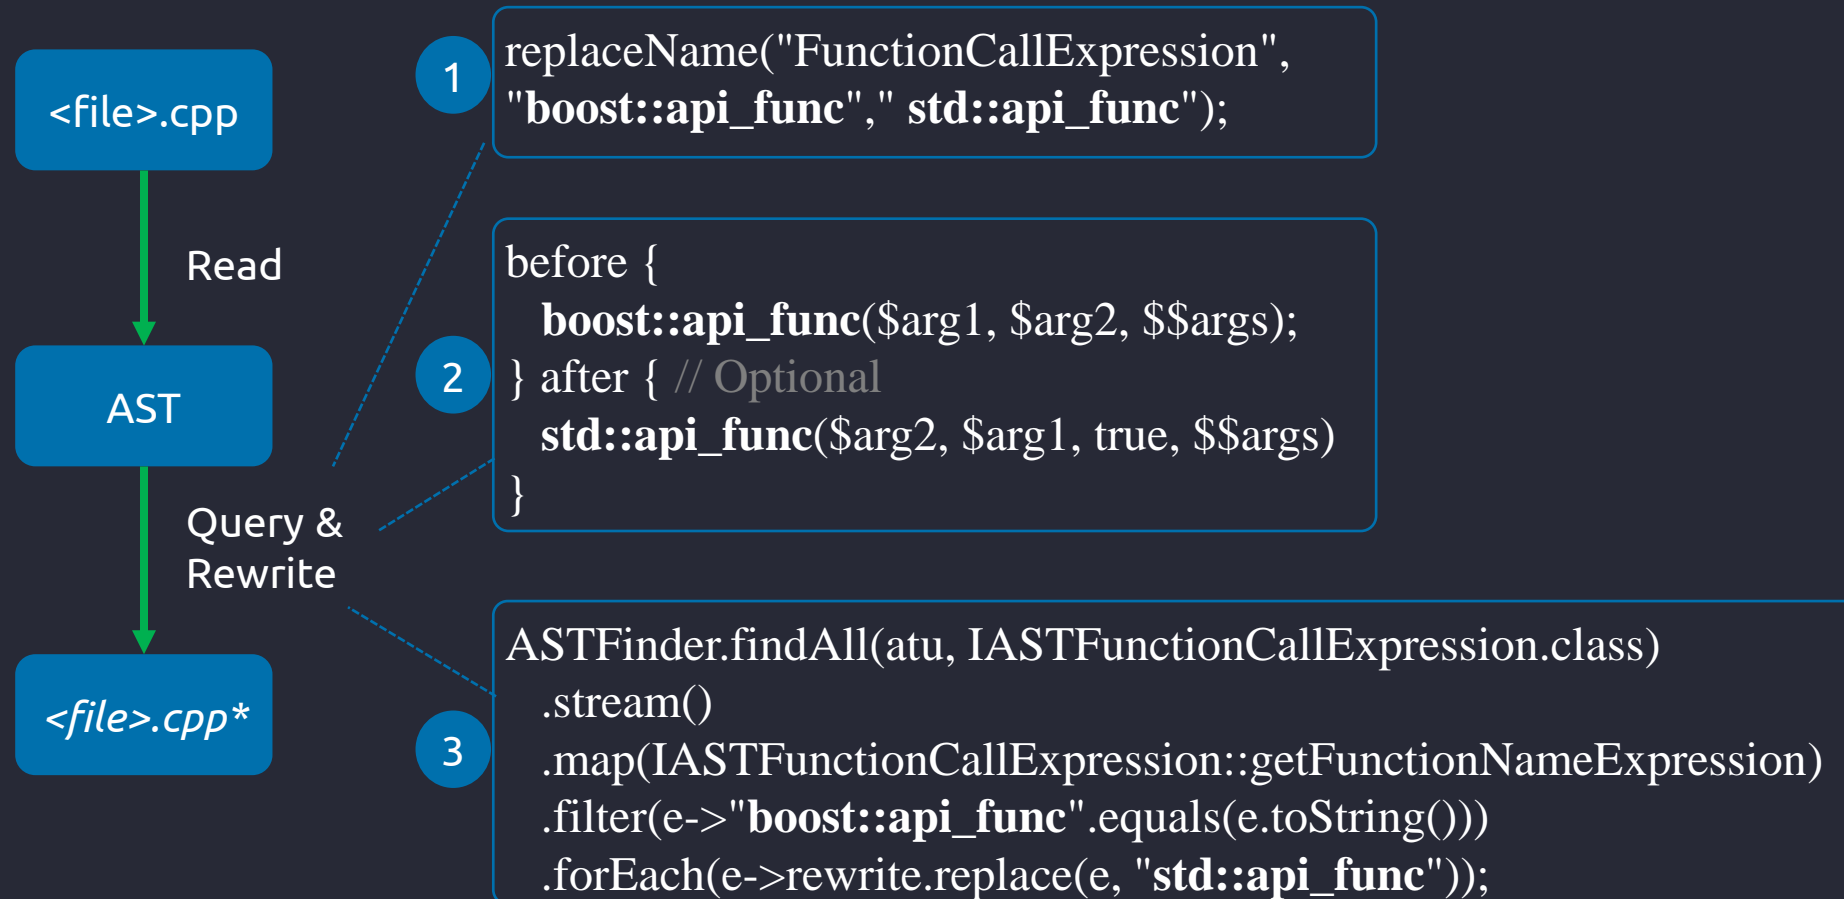 <file>.cpp
Read
AST
Query &
Rewrite
<file>.cpp*
1
replaceName("FunctionCallExpression",
"boost::api_func"," std::api_func");
2
before {
boost::api_func($arg1, $arg2, $$args);
} after { // Optional
std::api_func($arg2, $arg1, true, $$args)
}
3
ASTFinder.findAll(atu, IASTFunctionCallExpression.class)
.stream()
.map(IASTFunctionCallExpression::getFunctionNameExpression)
.filter(e->"boost::api_func".equals(e.toString()))
.forEach(e->rewrite.replace(e, "std::api_func"));